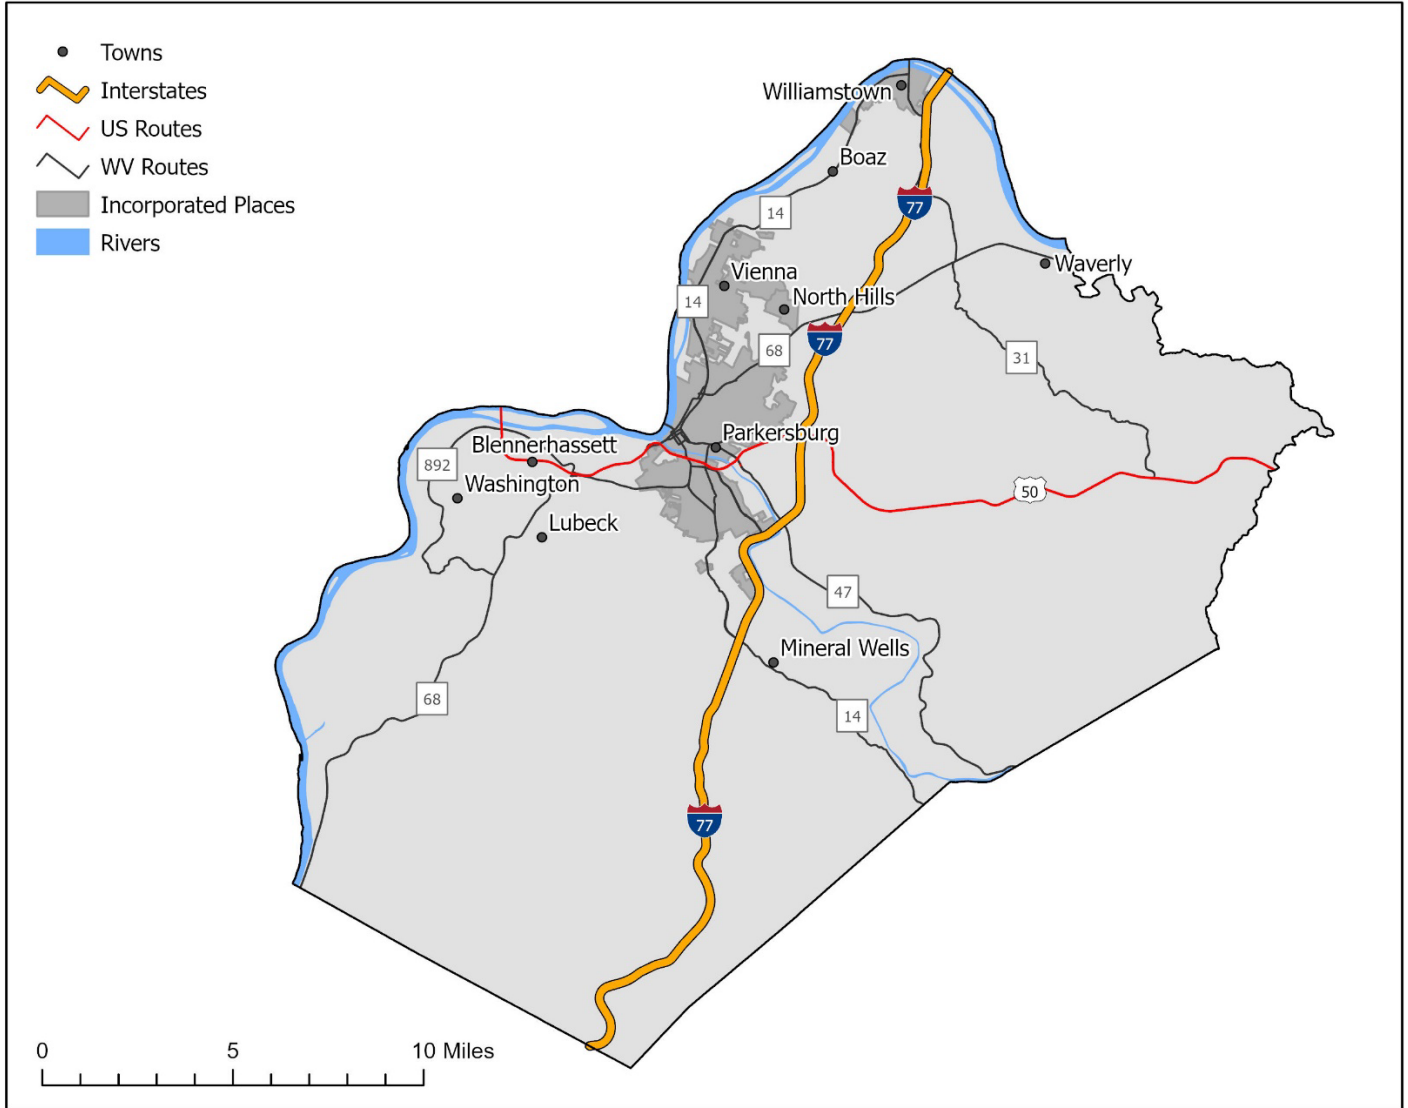 Towns
Interstates
US Routes
WV Routes
Incorporated Places
Rivers
Williamstown
Boaz
14
77
Waverly
Vienna
North Hills
14
77
68
31
Parkersburg
Blennerhassett
892
Washington
50
Lubeck
47
Mineral Wells
68
14
77
0 5 10 Miles